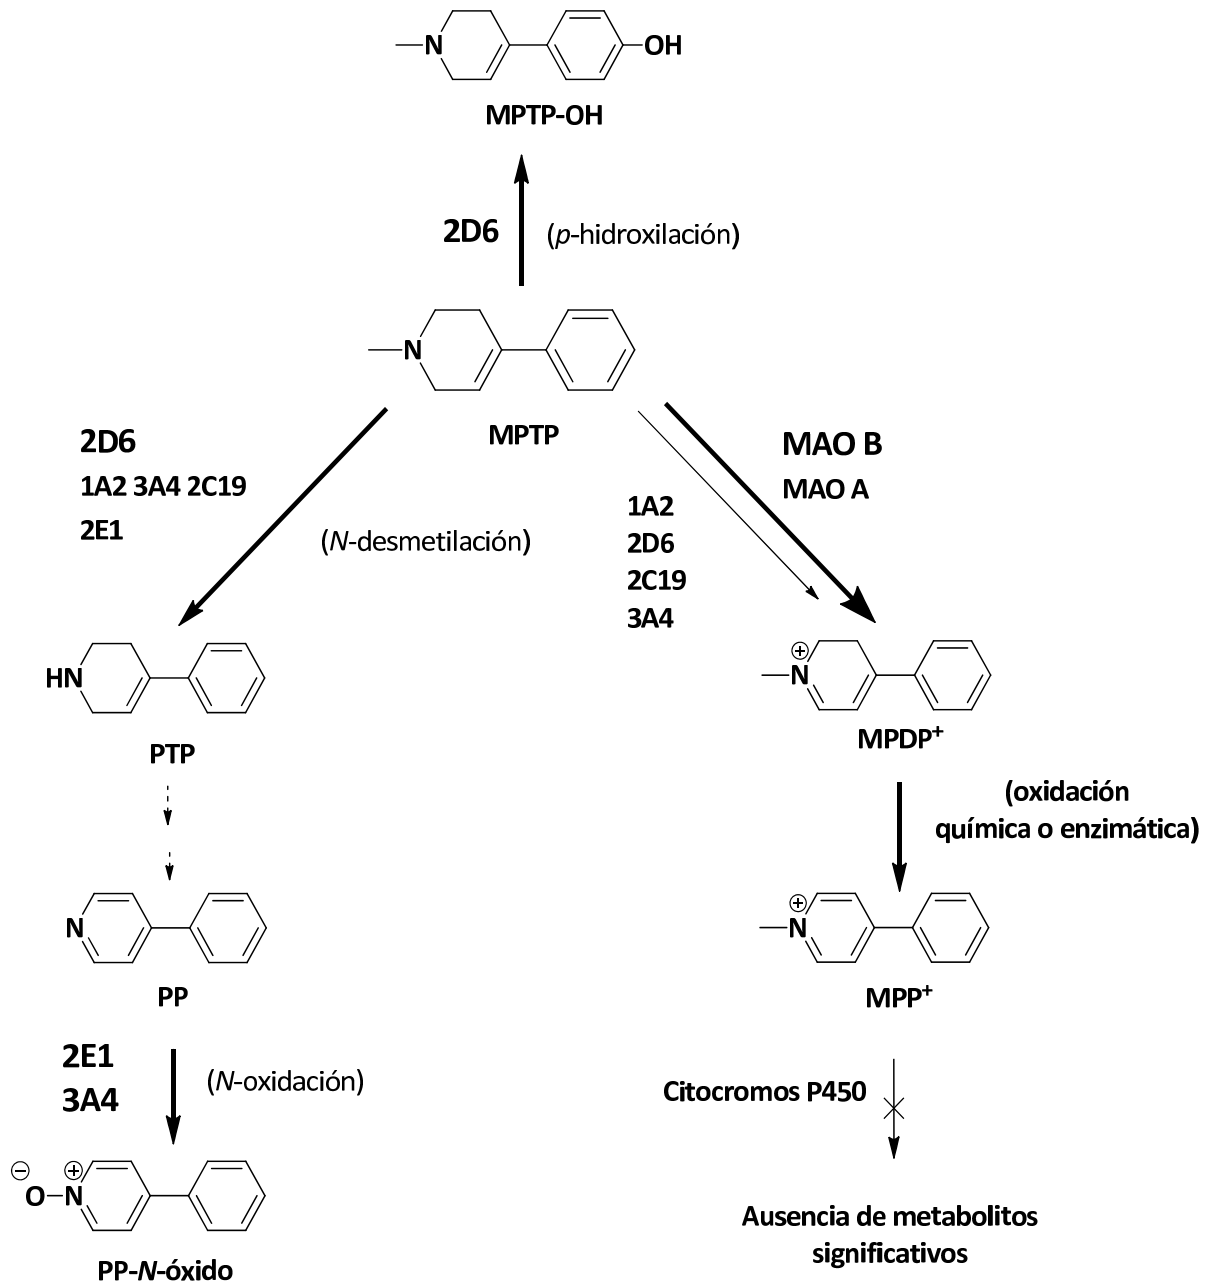 N
OH
MPTP-OH
2D6
(p-hidroxilación)
N
MPTP
2D6
1A2 3A4 2C19
2E1
(N-desmetilación)
MAO B
MAO A
1A2
2D6
2C19
3A4
HN
PTP
N
+
MPDP+
(oxidación
química o enzimática)
N
PP
N
+
MPP+
2E1
3A4
(N-oxidación)
Citocromos P450
−
O
+
N
PP-N-óxido
Ausencia de metabolitos
significativos